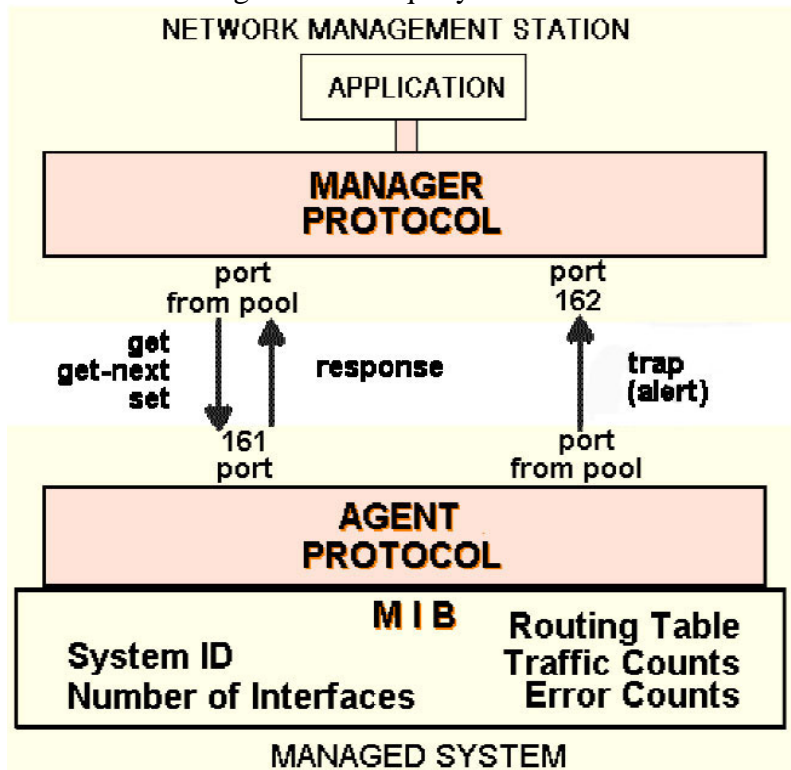 NETWORK MANAGEMENT STATION
APPLICATION
MANAGER
PROTOCOL
port
from pool
port
162
get
get-next
set
response
trap
(alert)
161
port
port
from pool
AGENT
PROTOCOL
M I B
System ID
Number of Interfaces
Routing Table
Traffic Counts
Error Counts
MANAGED SYSTEM